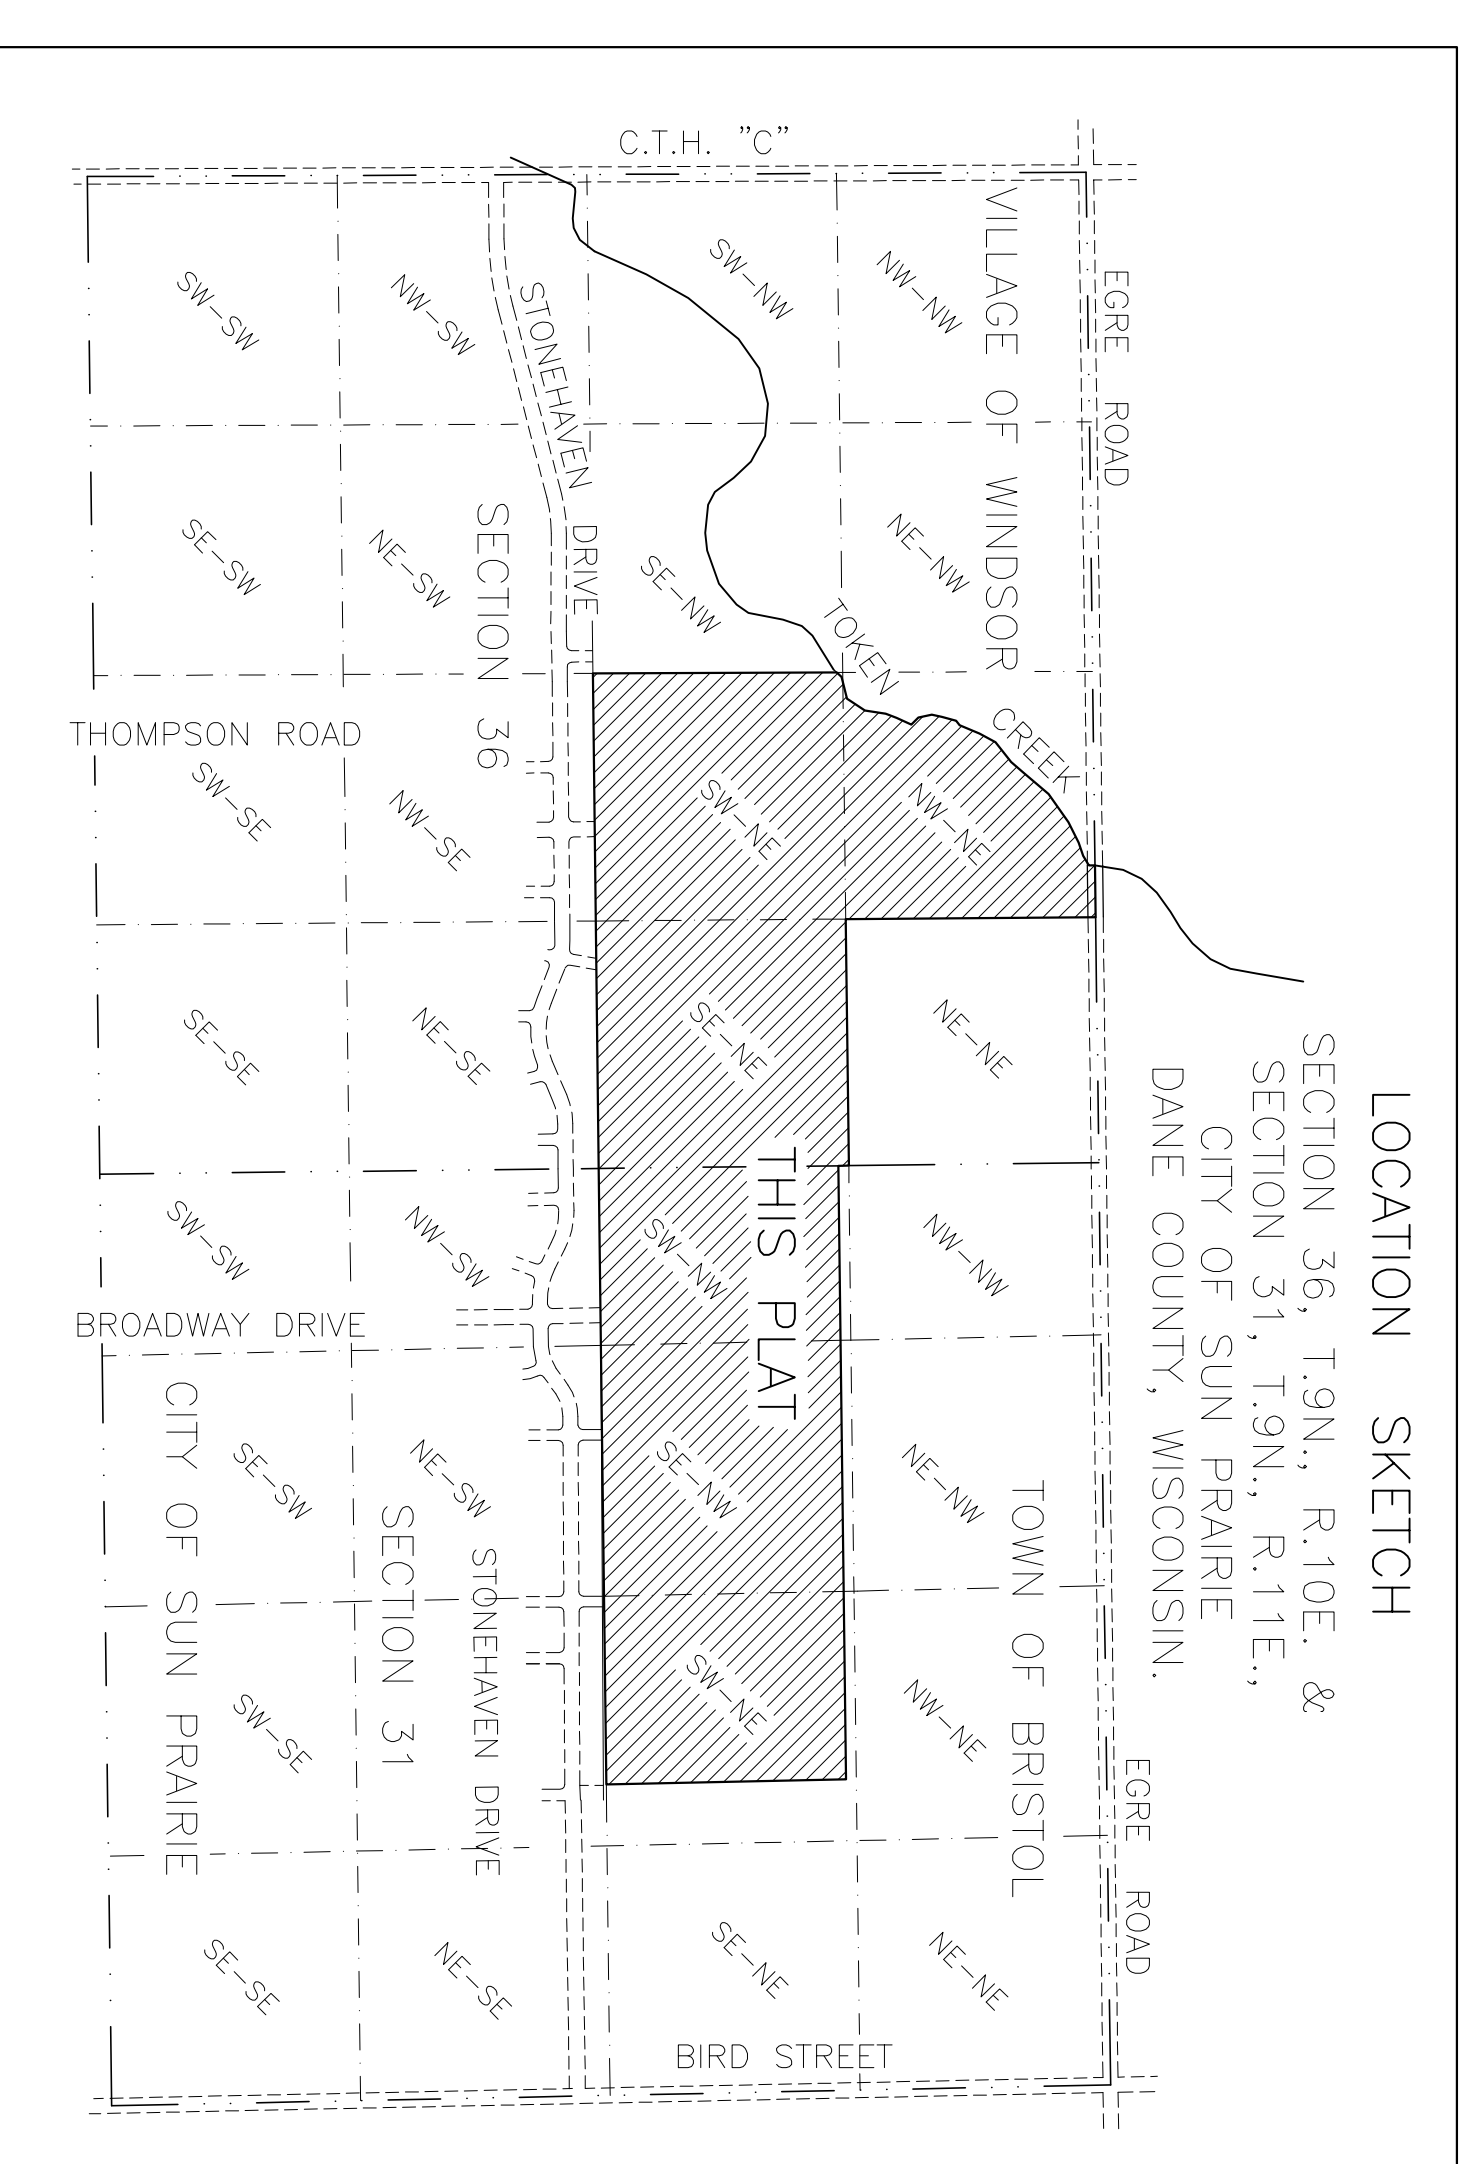 LOCATION SKETCH
SECTION 36, T.9N., R.10E. &
SECTION 31, T.9N., R.11E.,
CITY OF SUN PRAIRIE
DANE COUNTY, WISCONSIN.
EGRE ROAD
EGRE ROAD
C.T.H. "C"
VILLAGE OF WINDSOR
TOWN OF BRISTOL
TOKEN CREEK
NW-NW
NE-NW
NW-NE
NE-NE
NW-NW
NE-NW
NW-NE
NE-NE
SW-NW
SE-NW
SW-NE
SE-NE
THIS PLAT
SW-NW
SE-NW
SW-NE
SE-NE
BIRD STREET
STONEHAVEN DRIVE
SECTION 36
STONEHAVEN DRIVE
SECTION 31
NW-SW
NE-SW
NW-SE
NE-SE
NW-SW
NE-SW
NE-SE
SW-SW
SE-SW
SW-SE
SE-SE
SW-SW
SE-SW
SW-SE
SE-SE
THOMPSON ROAD
BROADWAY DRIVE
CITY OF SUN PRAIRIE